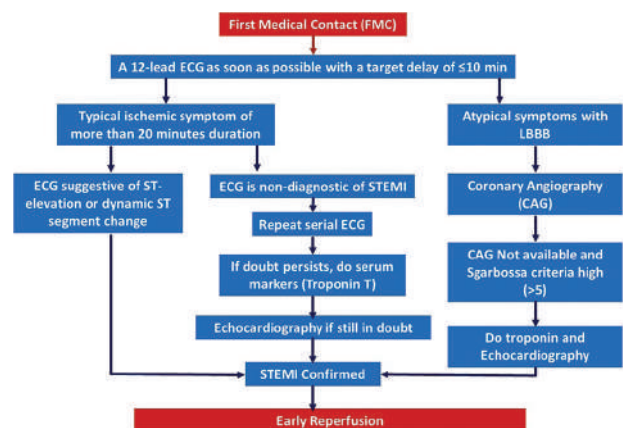 First Medical Contact (FMC)
A 12-lead ECG as soon as possible with a target delay of ≤10 min
Typical ischemic symptom of
more than 20 minutes duration
Atypical symptoms with
LBBB
ECG suggestive of ST-
elevation or dynamic ST
segment change
ECG is non-diagnostic of STEMI
Coronary Angiography
(CAG)
Repeat serial ECG
If doubt persists, do serum
markers (Troponin T)
CAG Not available and
Sgarbossa criteria high
(>5)
Echocardiography if still in doubt
Do troponin and
Echocardiography
STEMI Confirmed
Early Reperfusion